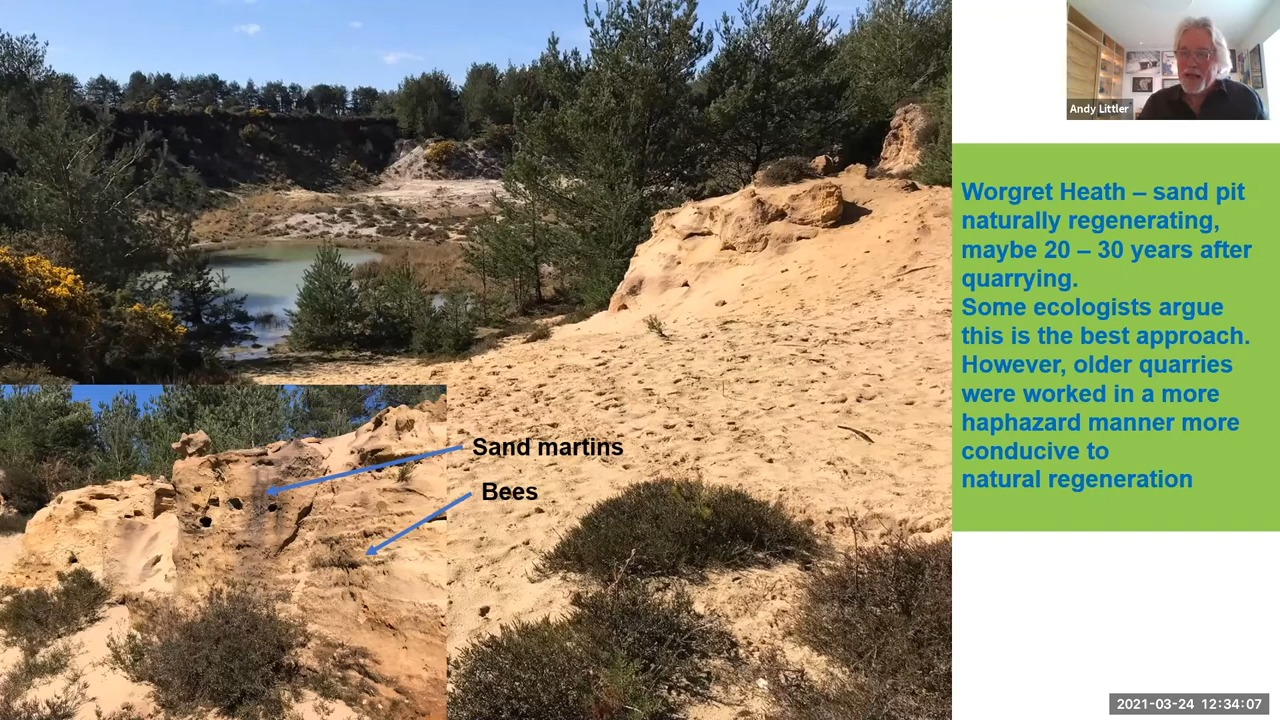 Andy Littler
Worgret Heath – sand pit
naturally regenerating,
maybe 20 – 30 years after
quarrying.
Some ecologists argue
this is the best approach.
However, older quarries
were worked in a more
haphazard manner more
conducive to
natural regeneration
Sand martins
Bees
2021-03-24 12:34:07